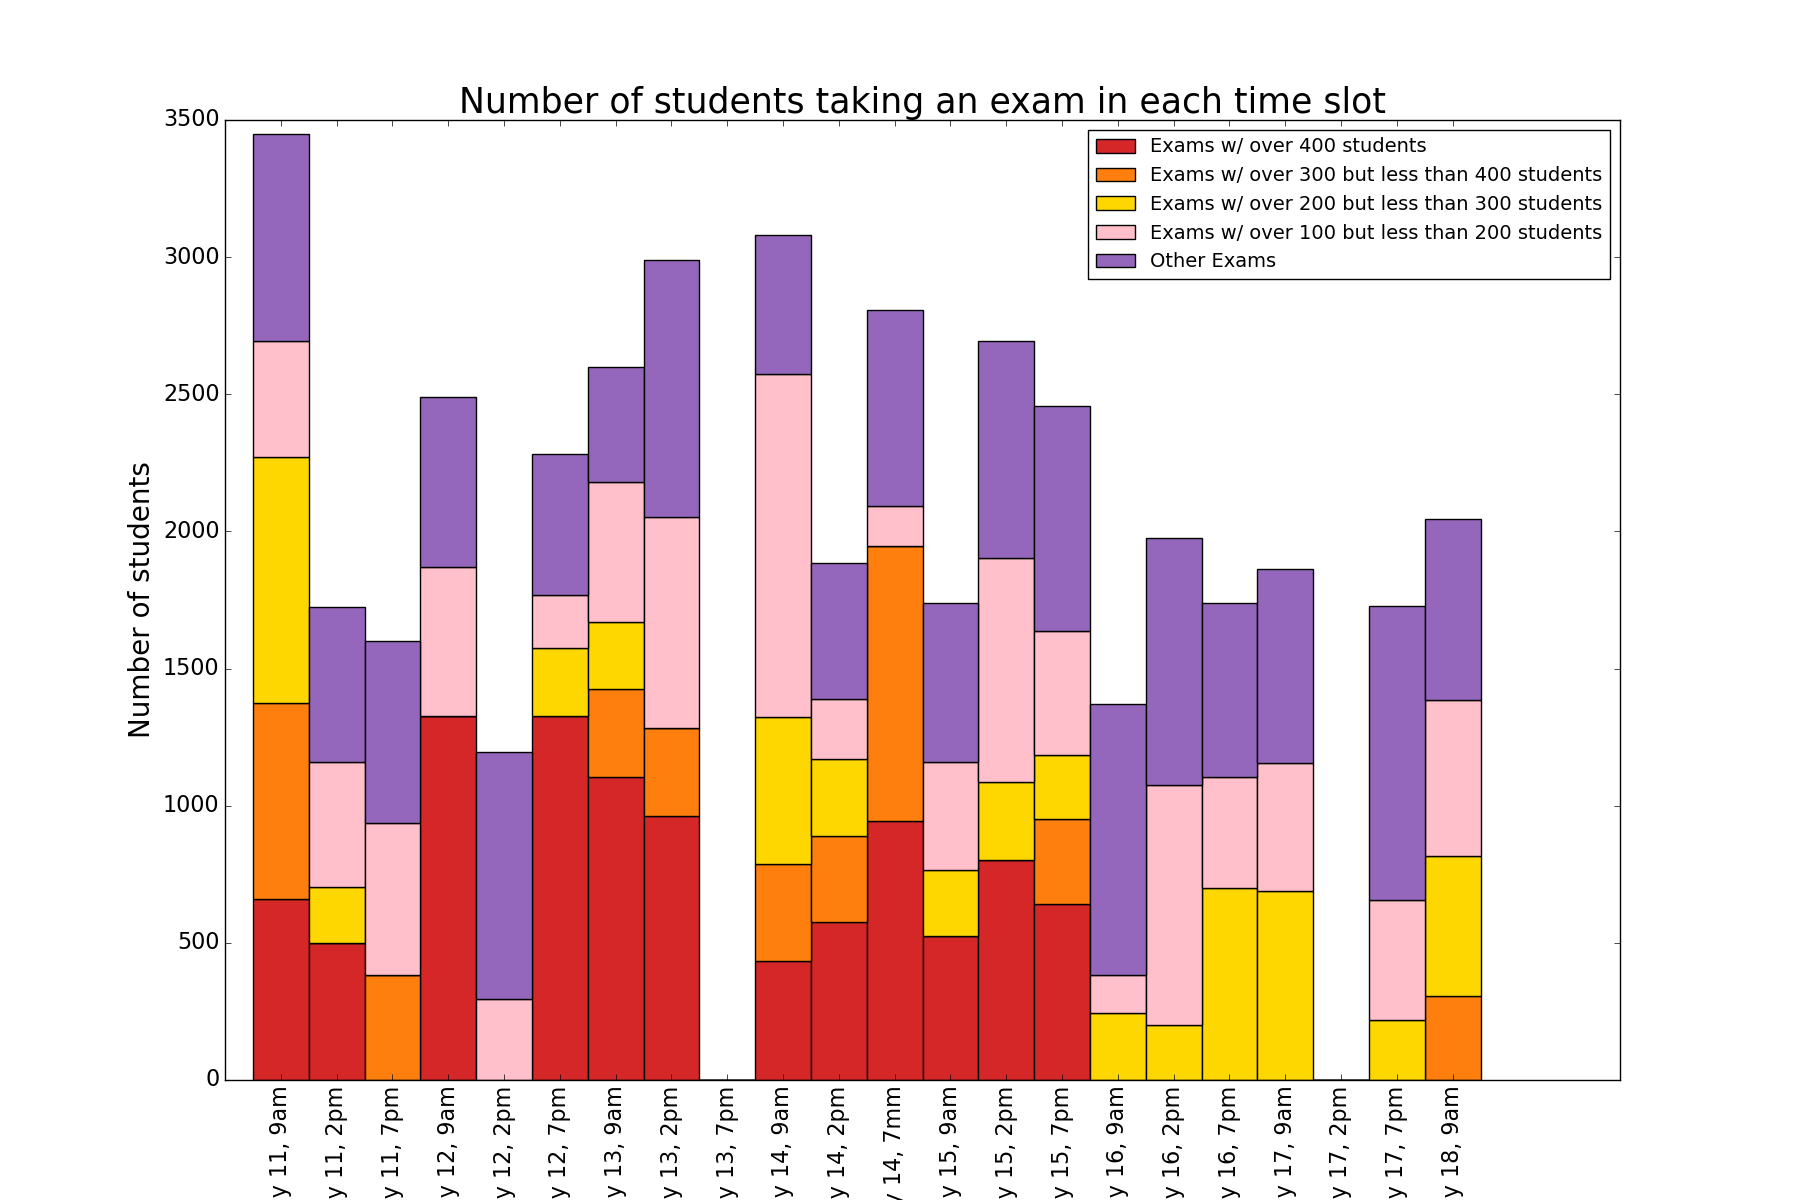 Number of students taking an exam in each time slot
Exams w/ over 400 students
Exams w/ over 300 but less than 400 students
Exams w/ over 200 but less than 300 students
Exams w/ over 100 but less than 200 students
Other Exams
Number of students
3500
3000
2500
2000
1500
1000
500
0
y 11, 9am
y 11, 2pm
y 11, 7pm
y 12, 9am
y 12, 2pm
y 12, 7pm
y 13, 9am
y 13, 2pm
y 13, 7pm
y 14, 9am
y 14, 2pm
y 14, 7mm
y 15, 9am
y 15, 2pm
y 15, 7pm
y 16, 9am
y 16, 2pm
y 16, 7pm
y 17, 9am
y 17, 2pm
y 17, 7pm
y 18, 9am